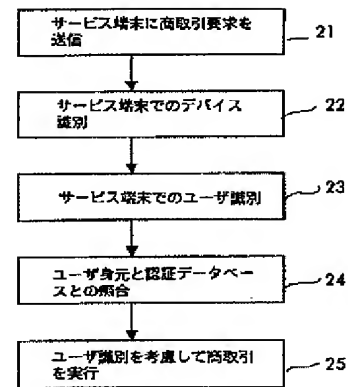 サービス端末に商取引要求を
送信
21
サービス端末でのデバイス
識別
22
サービス端末でのユーザ識別
23
ユーザ身元と認証データベー
スとの照合
24
ユーザ識別を考慮して商取引
を実行
25